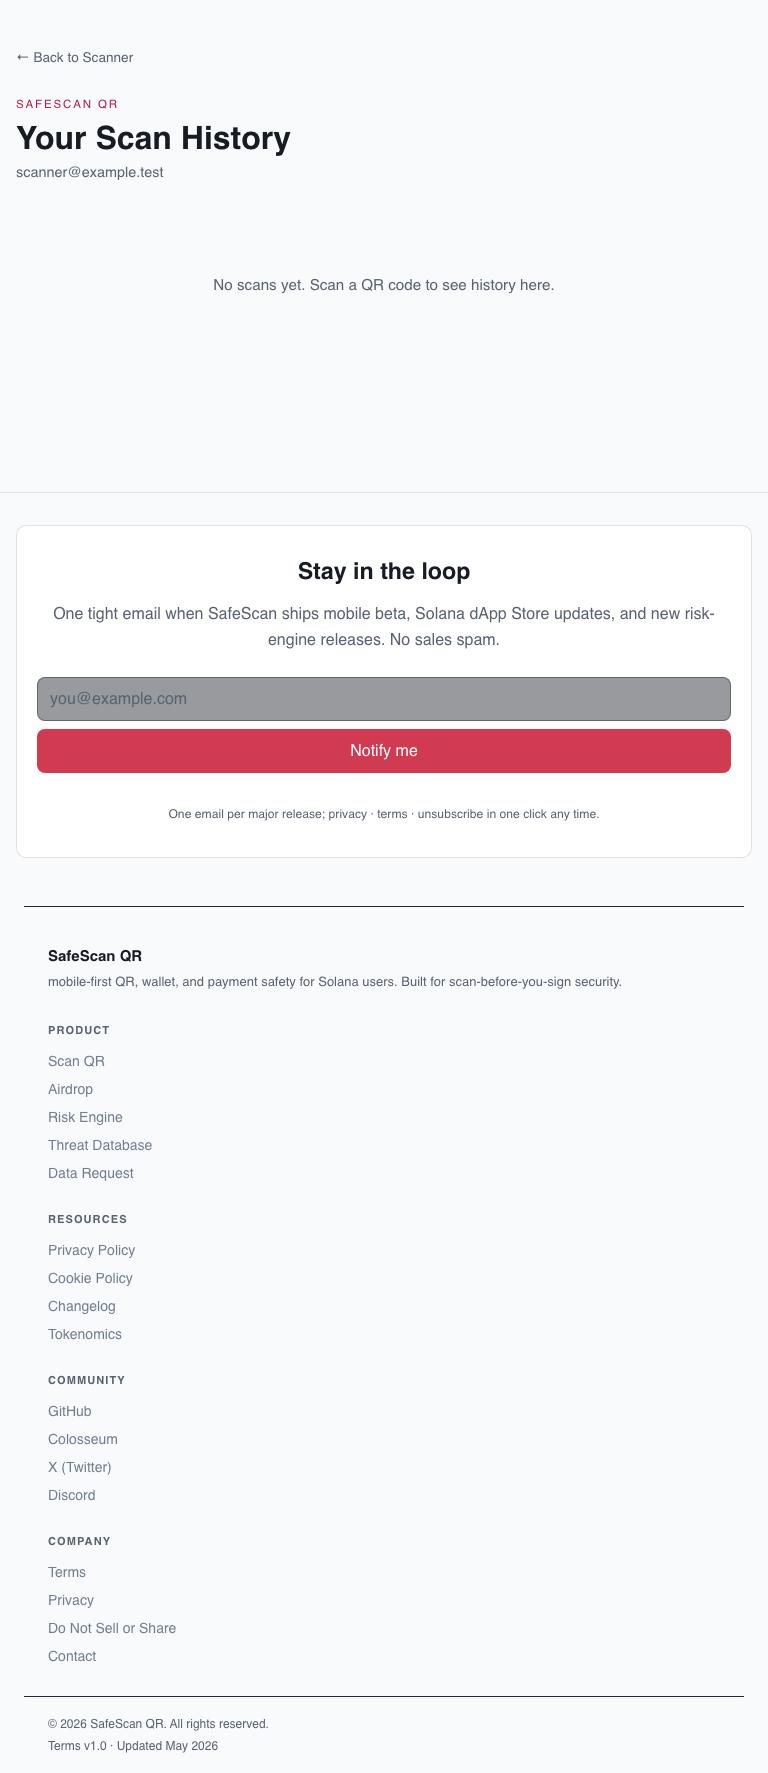 ← Back to Scanner
SAFESCAN QR
Your Scan History
scanner@example.test
No scans yet. Scan a QR code to see history here.
Stay in the loop
One tight email when SafeScan ships mobile beta, Solana dApp Store updates, and new risk-
engine releases. No sales spam.
you@example.com
Notify me
One email per major release; privacy · terms · unsubscribe in one click any time.
SafeScan QR
mobile-first QR, wallet, and payment safety for Solana users. Built for scan-before-you-sign security.
PRODUCT
Scan QR
Airdrop
Risk Engine
Threat Database
Data Request
RESOURCES
Privacy Policy
Cookie Policy
Changelog
Tokenomics
COMMUNITY
GitHub
Colosseum
X (Twitter)
Discord
COMPANY
Terms
Privacy
Do Not Sell or Share
Contact
© 2026 SafeScan QR. All rights reserved.
Terms v1.0 · Updated May 2026